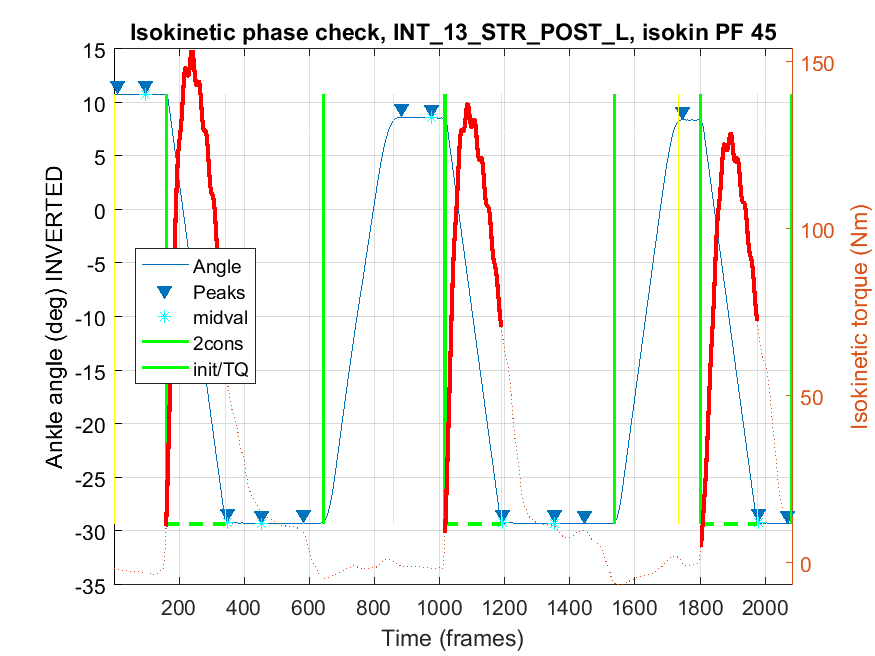 Isokinetic phase check, INT_13_STR_POST_L, isokin PF 45
Ankle angle (deg) INVERTED
15
10
5
0
-5
-10
-15
-20
-25
-30
-35
Angle
Peaks
midval
2cons
init/TQ
150
100
50
0
Isokinetic torque (Nm)
200
400
600
800
1000
1200
1400
1600
1800
2000
Time (frames)